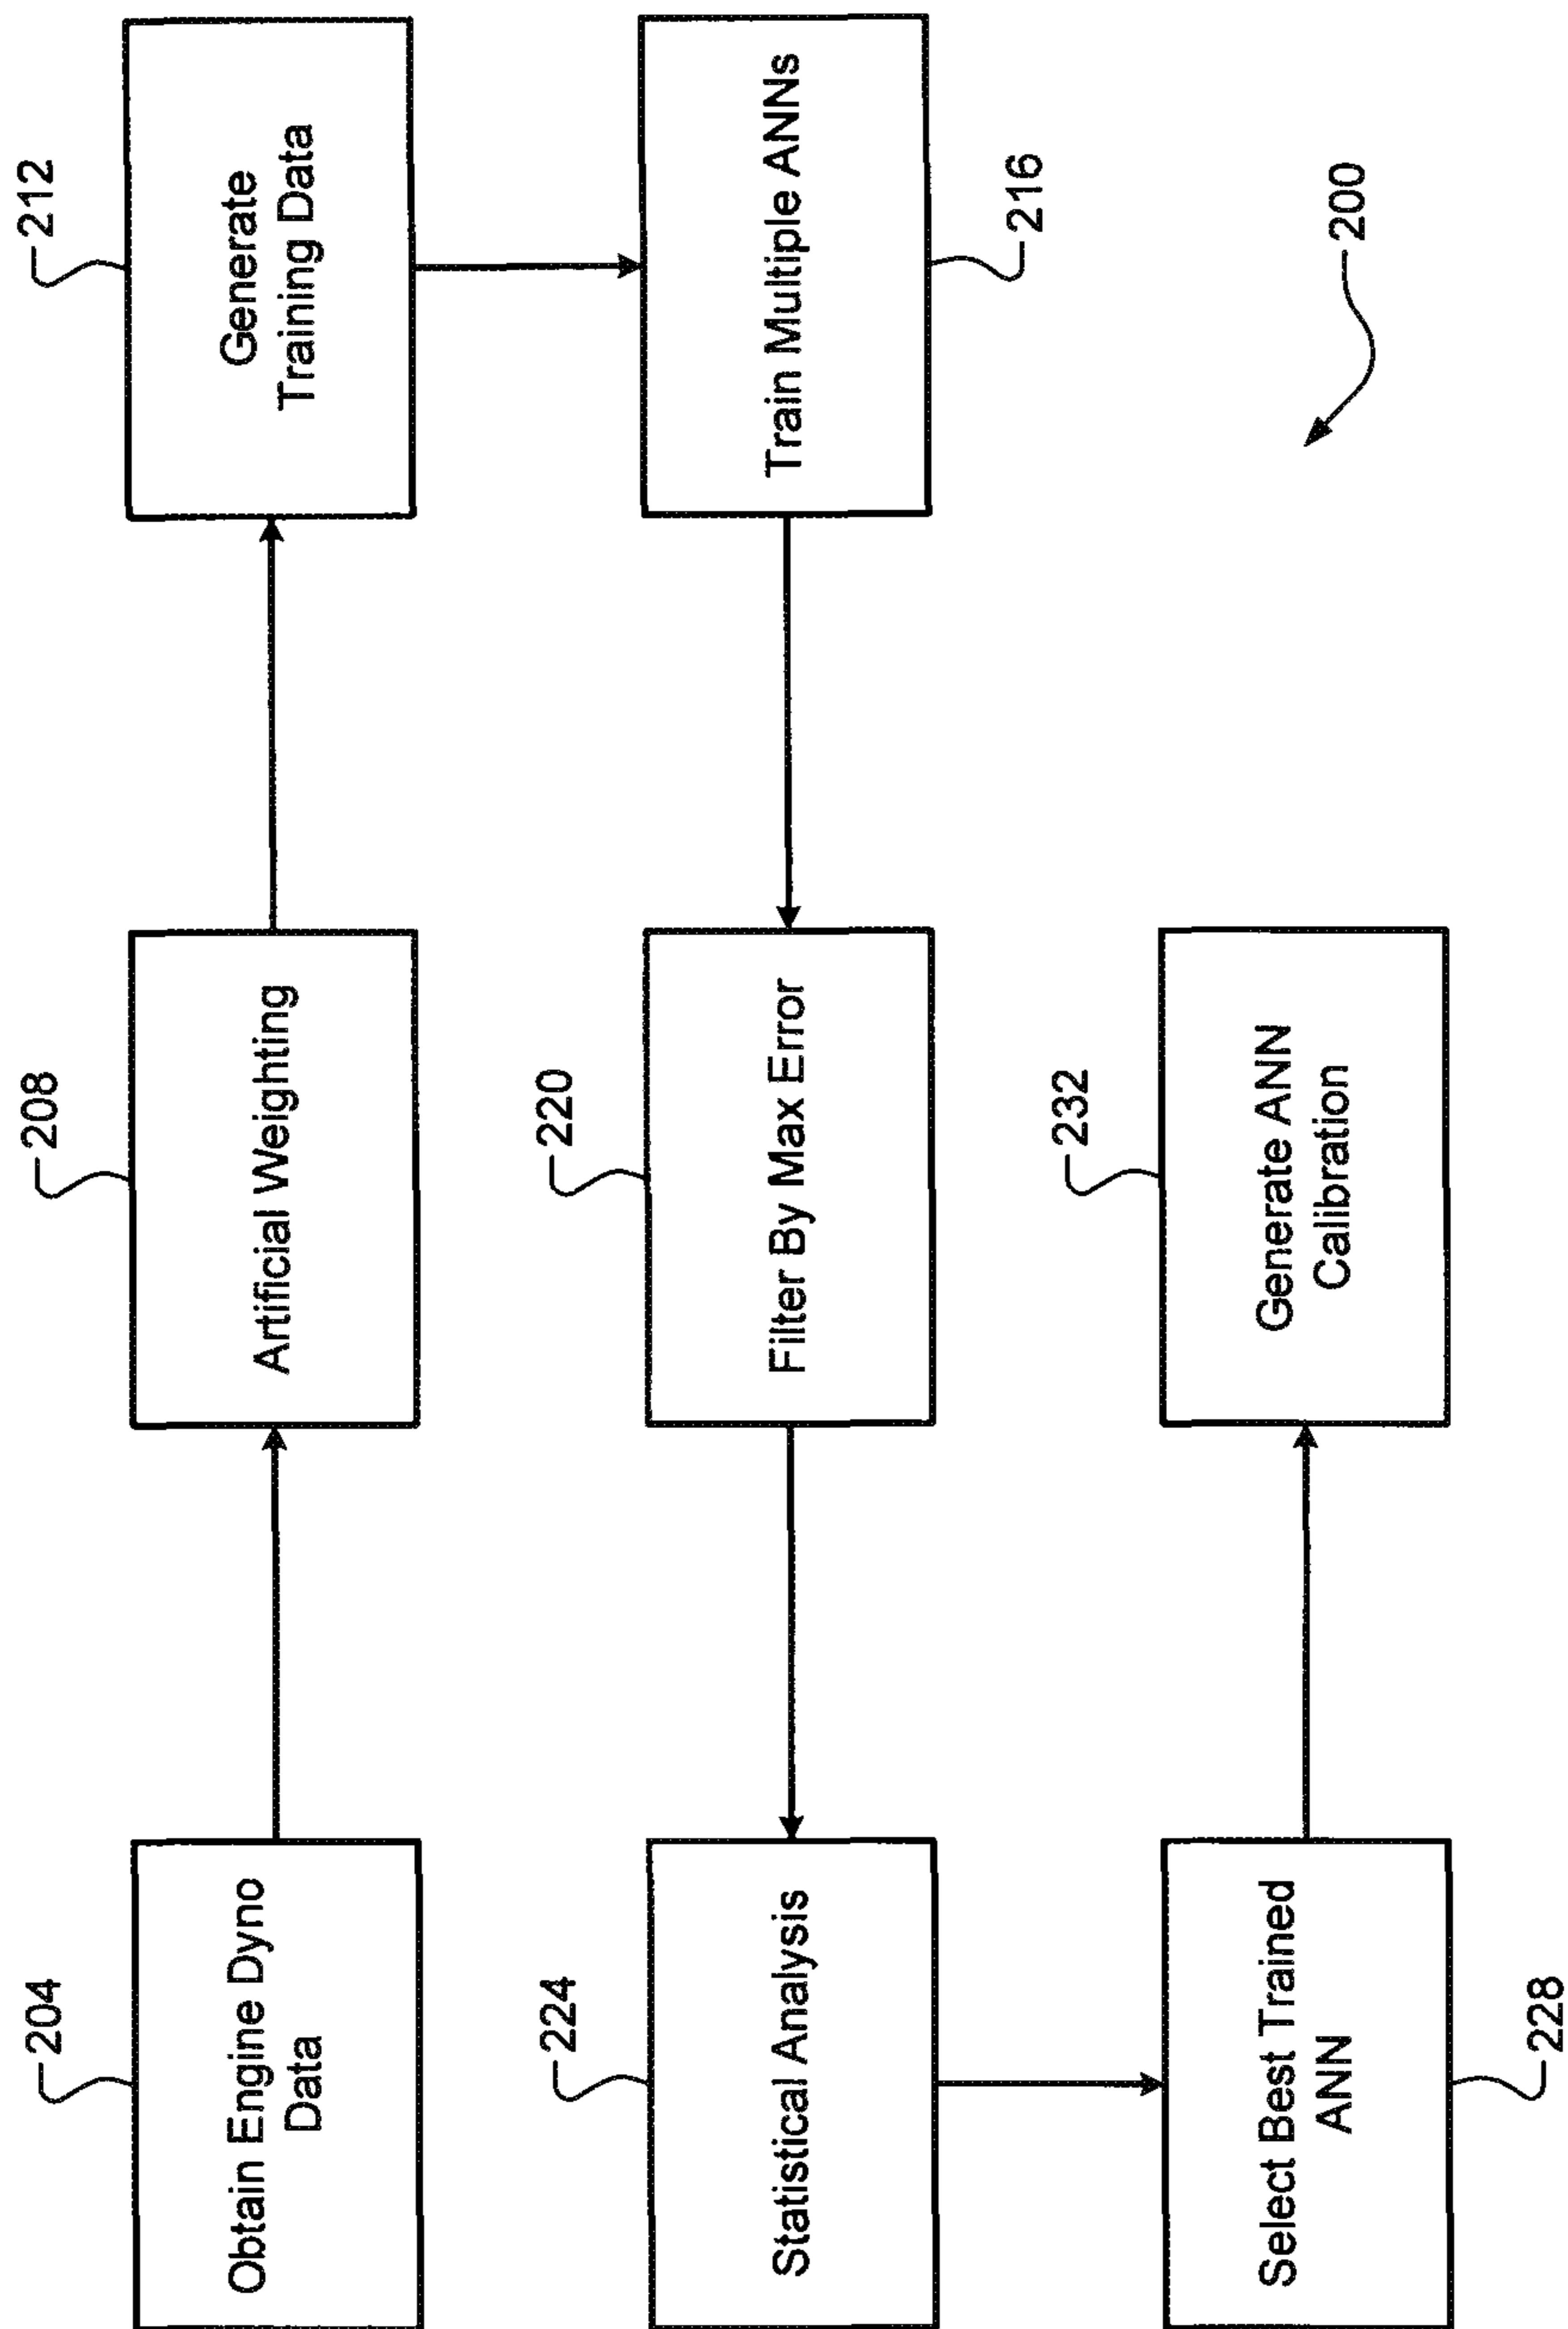 204
Obtain Engine Dyno
Data
208
Artificial Weighting
212
Generate
Training Data
224
Statistical Analysis
220
Filter By Max Error
Train Multiple ANNs
216
Select Best Trained
ANN
228
232
Generate ANN
Calibration
200